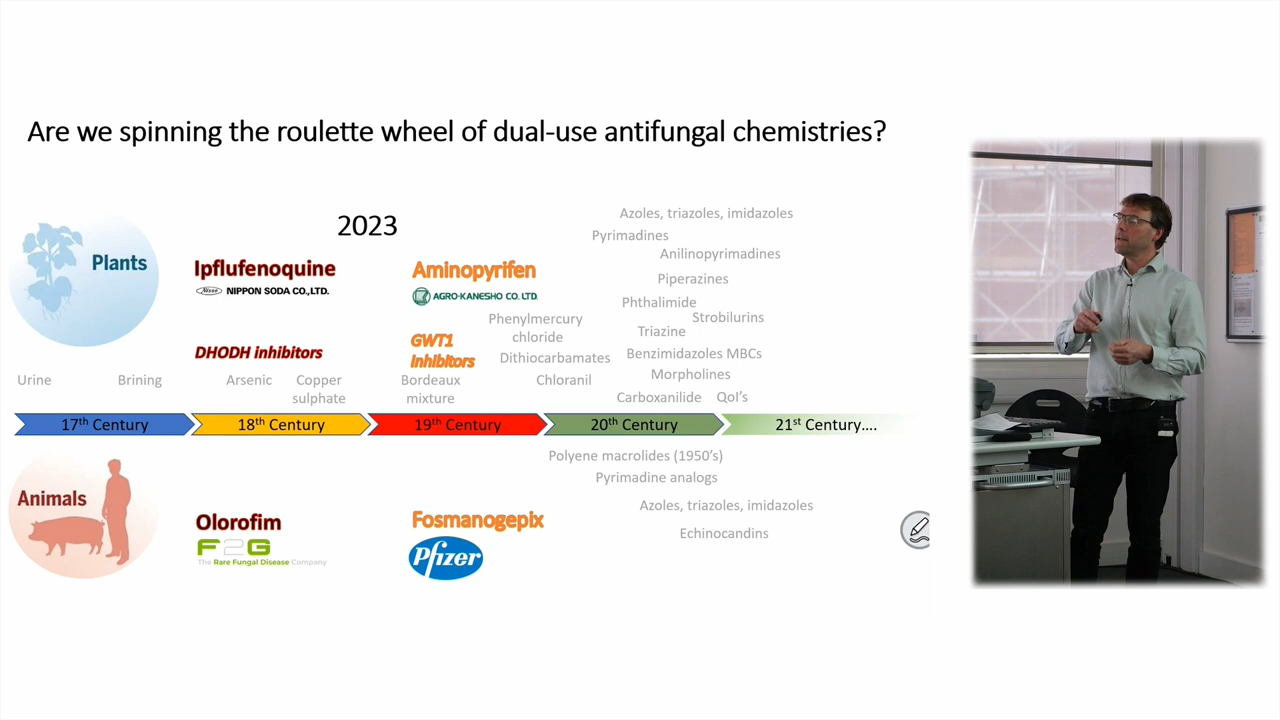 Are we spinning the roulette wheel of dual-use antifungal chemistries?
2023
Plants
Ipflufenoquine
Nisso NIPPON SODA CO.,LTD.
DHODH inhibitors
Aminopyrifen
AGRO-KANESHO CO. LTD.
GWT1
Inhibitors
Azoles, triazoles, imidazoles
Pyrimadines
Anilinopyrimadines
Piperazines
Phthalimide
Strobilurins
Phenylmercury
chloride
Triazine
Dithiocarbamates
Benzimidazoles MBCs
Morpholines
Urine
Brining
Arsenic
Copper
sulphate
Bordeaux
mixture
Chloranil
Carboxanilide
QoI's
17th Century
18th Century
19th Century
20th Century
21st Century....
Animals
Olorofim
F2G
The Rare Fungal Disease Company
Fosmanogepix
Pfizer
Polyene macrolides (1950's)
Pyrimadine analogs
Azoles, triazoles, imidazoles
Echinocandins